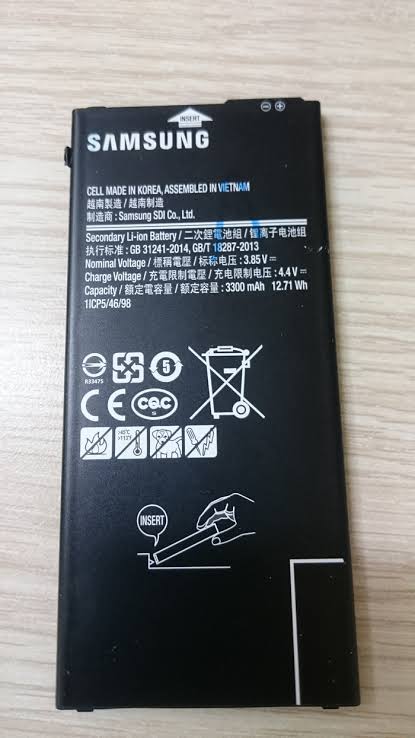 INSERT
SAMSUNG
CELL MADE IN KOREA, ASSEMBLED IN VIETNAM
越南製造 / 越南制造
制造商 : Samsung SDI Co., Ltd.
Secondary Li-ion Battery / 二次鋰電池組 / 锂离子电池组
执行标准 : GB 31241-2014, GB/T 18287-2013
Nominal Voltage / 標稱電壓 / 标称电压 : 3.85 V
Charge Voltage / 充電限制電壓 / 充电限制电压 : 4.4 V
Capacity / 額定電容量 / 额定容量 : 3300 mAh 12.71 Wh
1ICP5/46/98
R33475
5
CE CQC
>45°C
>113°F
INSERT